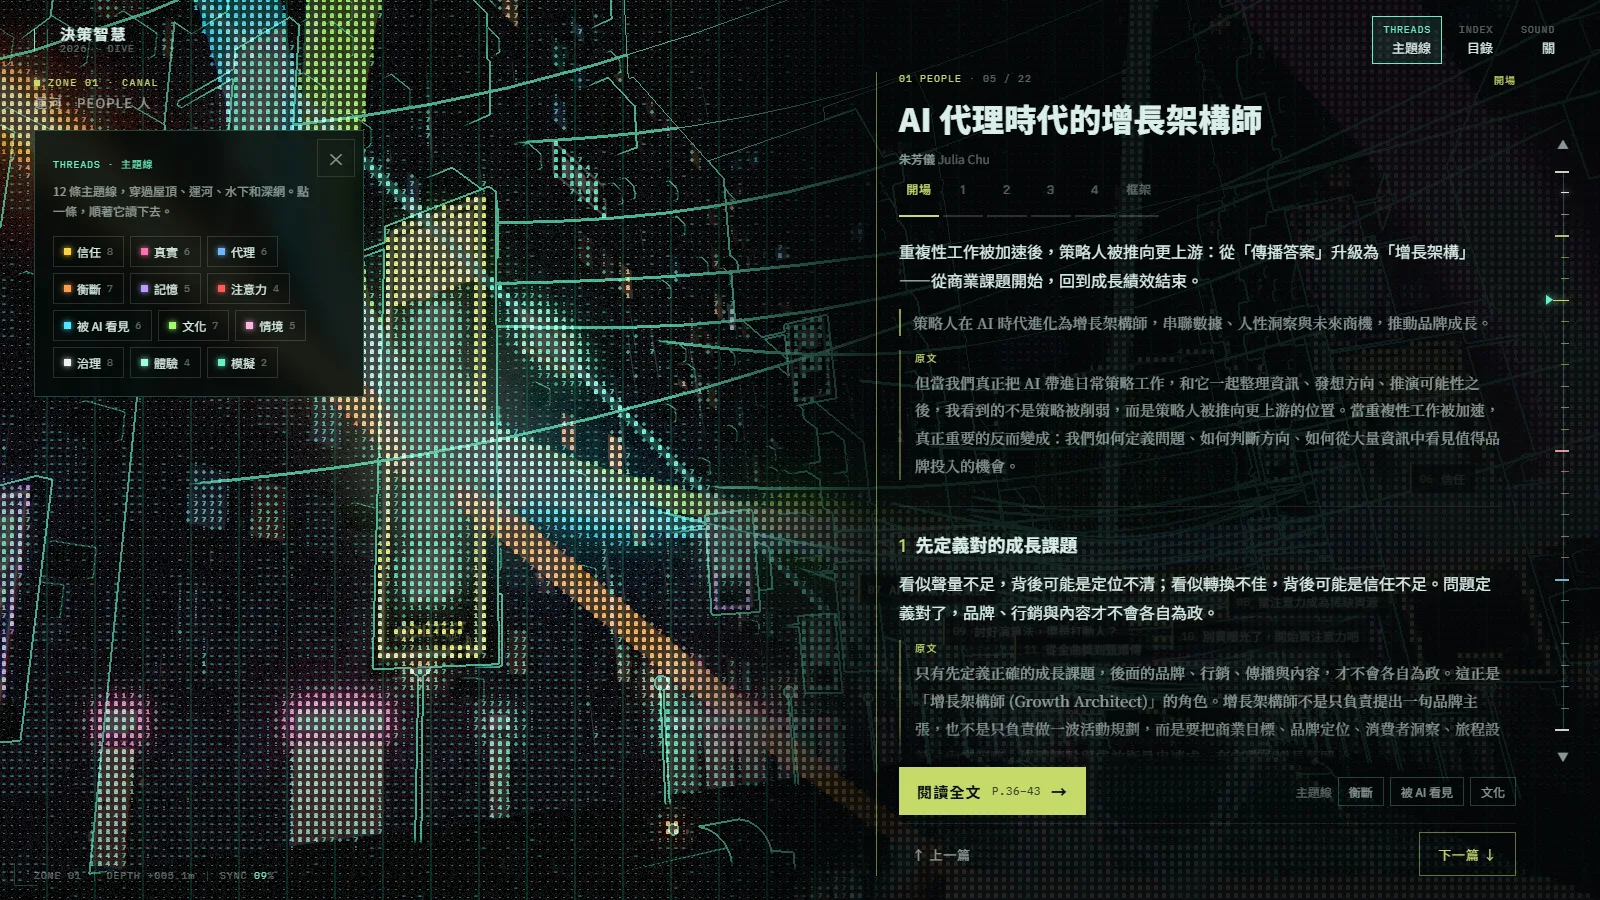 決策智慧
2026 · DIVE
ZONE 01 · CANAL
運河 · PEOPLE 人
THREADS · 主題線
12 條主題線，穿過屋頂、運河、水下和深網。點
一條，順著它讀下去。
信任 8
真實 6
代理 6
衡斷 7
記憶 5
注意力 4
被 AI 看見 6
文化 7
情境 5
治理 8
體驗 4
模擬 2
ZONE 01 DEPTH +005.1m SYNC 09%
THREADS
主題線
INDEX
目錄
SOUND
關
01 PEOPLE · 05 / 22
開場
AI 代理時代的增長架構師
朱芳儀 Julia Chu
開場 1 2 3 4 框架
重複性工作被加速後，策略人被推向更上游：從「傳播答案」升級為「增長架構」
——從商業課題開始，回到成長績效結束。
策略人在 AI 時代進化為增長架構師，串聯數據、人性洞察與未來商機，推動品牌成長。
原文
但當我們真正把 AI 帶進日常策略工作，和它一起整理資訊、發想方向、推演可能性之
後，我看到的不是策略被削弱，而是策略人被推向更上游的位置。當重複性工作被加速，
真正重要的反而變成：我們如何定義問題、如何判斷方向、如何從大量資訊中看見值得品
牌投入的機會。
1 先定義對的成長課題
看似聲量不足，背後可能是定位不清；看似轉換不佳，背後可能是信任不足。問題定
義對了，品牌、行銷與內容才不會各自為政。
原文
只有先定義正確的成長課題，後面的品牌、行銷、傳播與內容，才不會各自為政。這正是
「增長架構師 (Growth Architect)」的角色。增長架構師不是只負責提出一句品牌主
張，也不是只負責做一波活動規劃，而是要把商業目標、品牌定位、消費者洞察、旅程設
閱讀全文 P.36–43 →
主題線 衡斷 被 AI 看見 文化
↑ 上一篇
下一篇 ↓